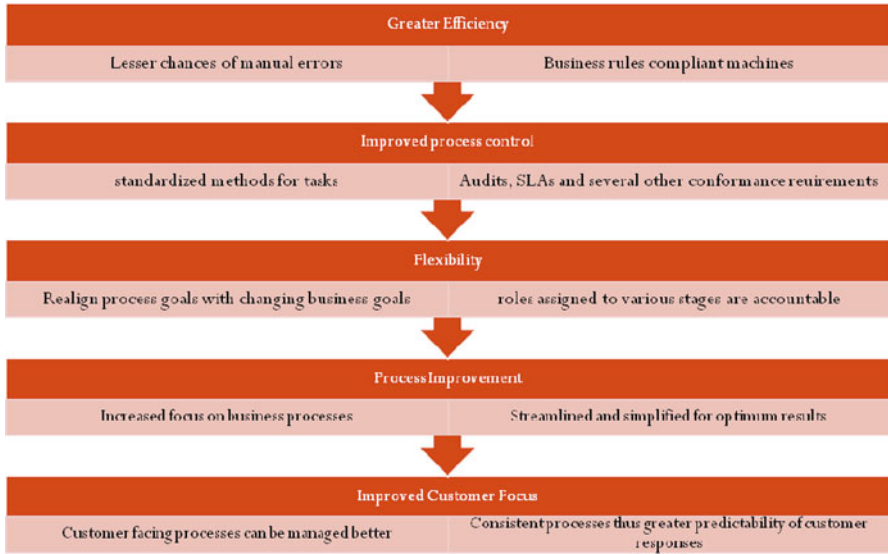 Greater Efficiency
Lesser chances of manual errors
Business rules compliant machines
Improved process control
standardized methods for tasks
Audits, SLAs and several other conformance reuirements
Flexibility
Realign process goals with changing business goals
roles assigned to various stages are accountable
Process Improvement
Increased focus on business processes
Streamlined and simplified for optimum results
Improved Customer Focus
Customer facing processes can be managed better
Consistent processes thus greater predictability of customer
responses